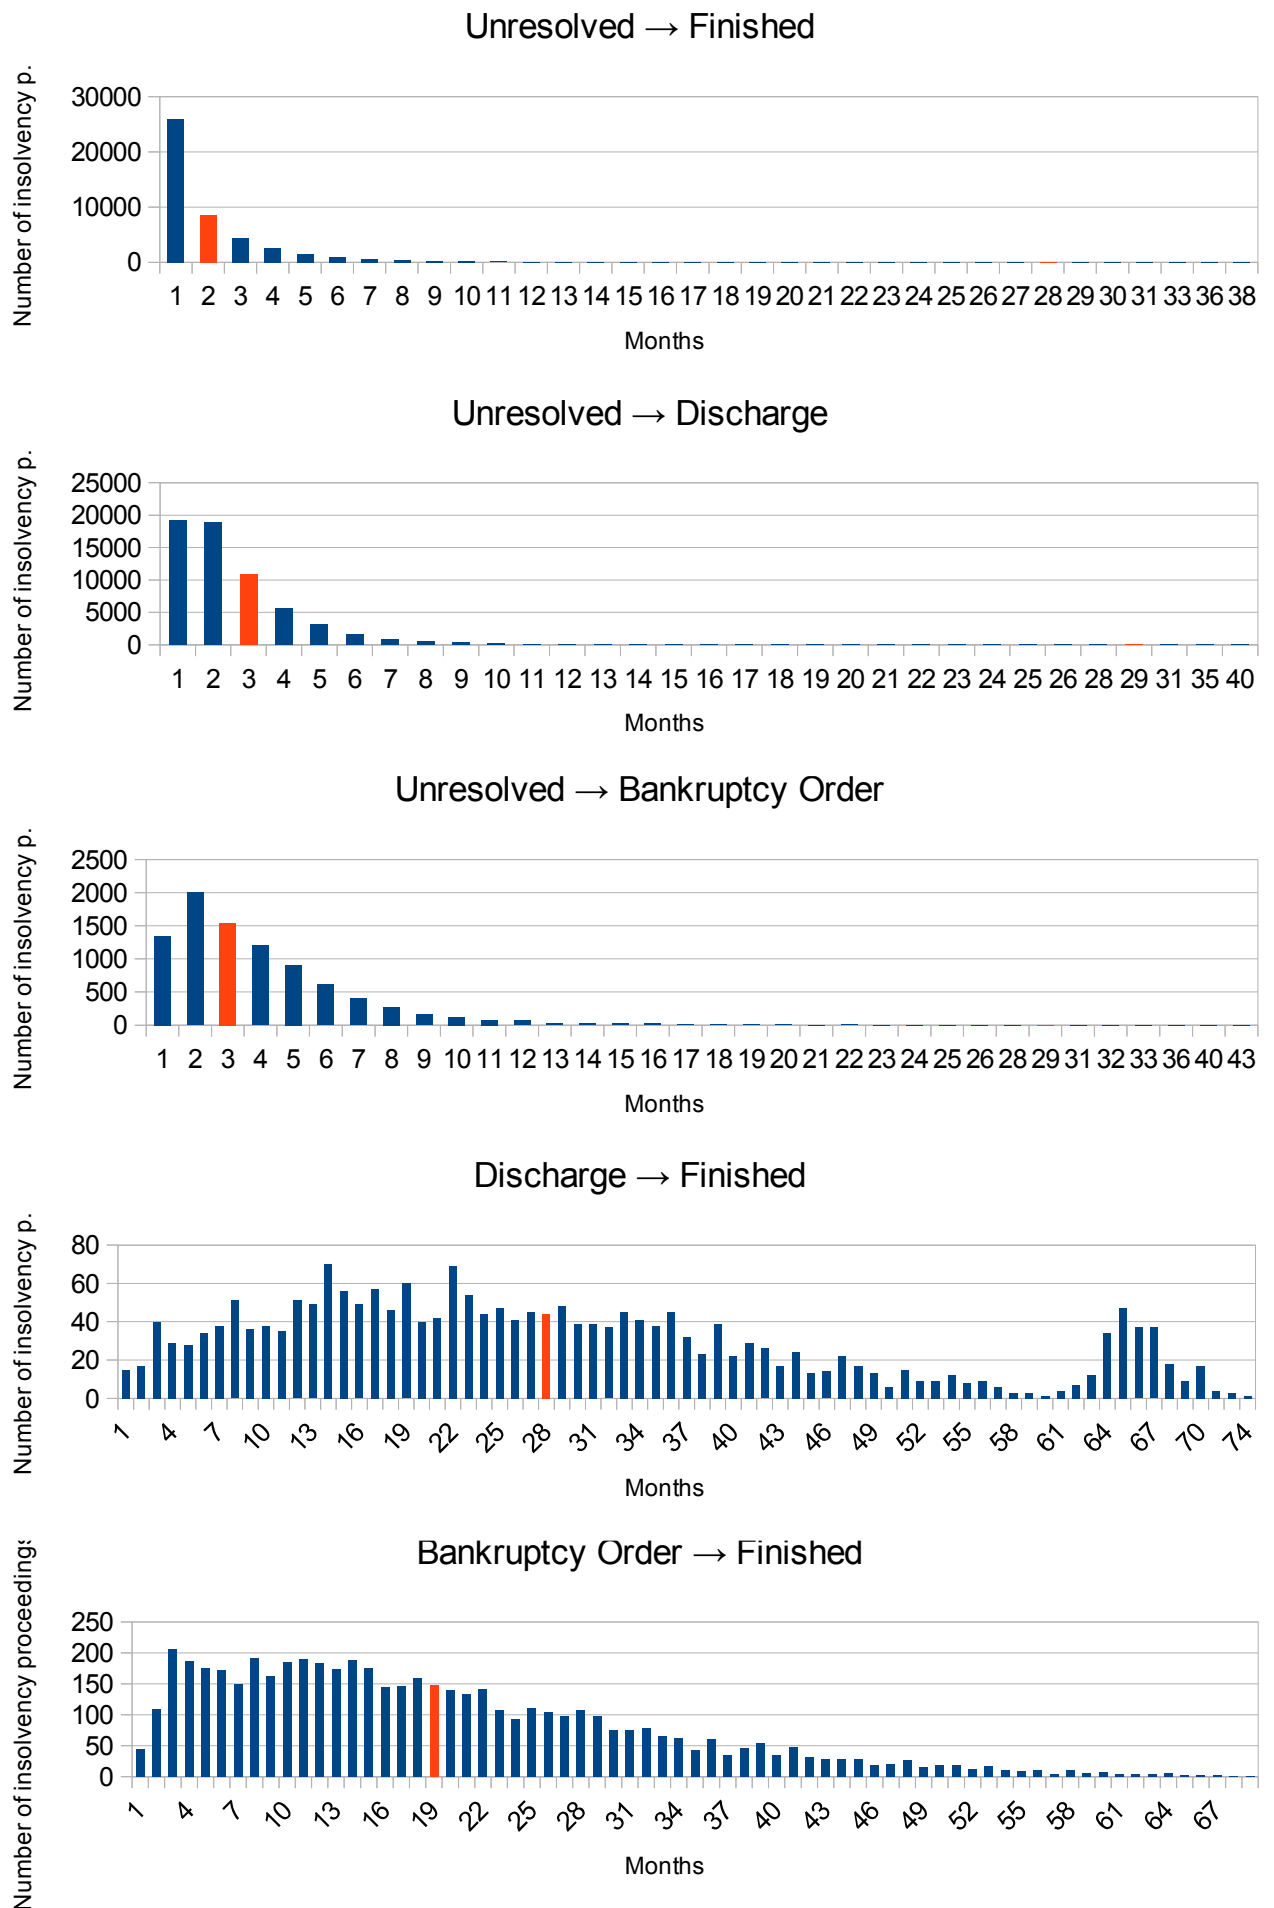 Unresolved → Finished
Number of insolvency p.
30000
20000
10000
0
1 2 3 4 5 6 7 8 9 10 11 12 13 14 15 16 17 18 19 20 21 22 23 24 25 26 27 28 29 30 31 33 36 38
Months
Unresolved → Discharge
Number of insolvency p.
25000
20000
15000
10000
5000
0
1 2 3 4 5 6 7 8 9 10 11 12 13 14 15 16 17 18 19 20 21 22 23 24 25 26 28 29 31 35 40
Months
Unresolved → Bankruptcy Order
Number of insolvency p.
2500
2000
1500
1000
500
0
1 2 3 4 5 6 7 8 9 10 11 12 13 14 15 16 17 18 19 20 21 22 23 24 25 26 28 29 31 32 33 36 40 43
Months
Discharge → Finished
Number of insolvency p.
80
60
40
20
0
1 4 7 10 13 16 19 22 25 28 31 34 37 40 43 46 49 52 55 58 61 64 67 70 74
Months
Bankruptcy Order → Finished
Number of insolvency proceedings
250
200
150
100
50
0
1 4 7 10 13 16 19 22 25 28 31 34 37 40 43 46 49 52 55 58 61 64 67
Months